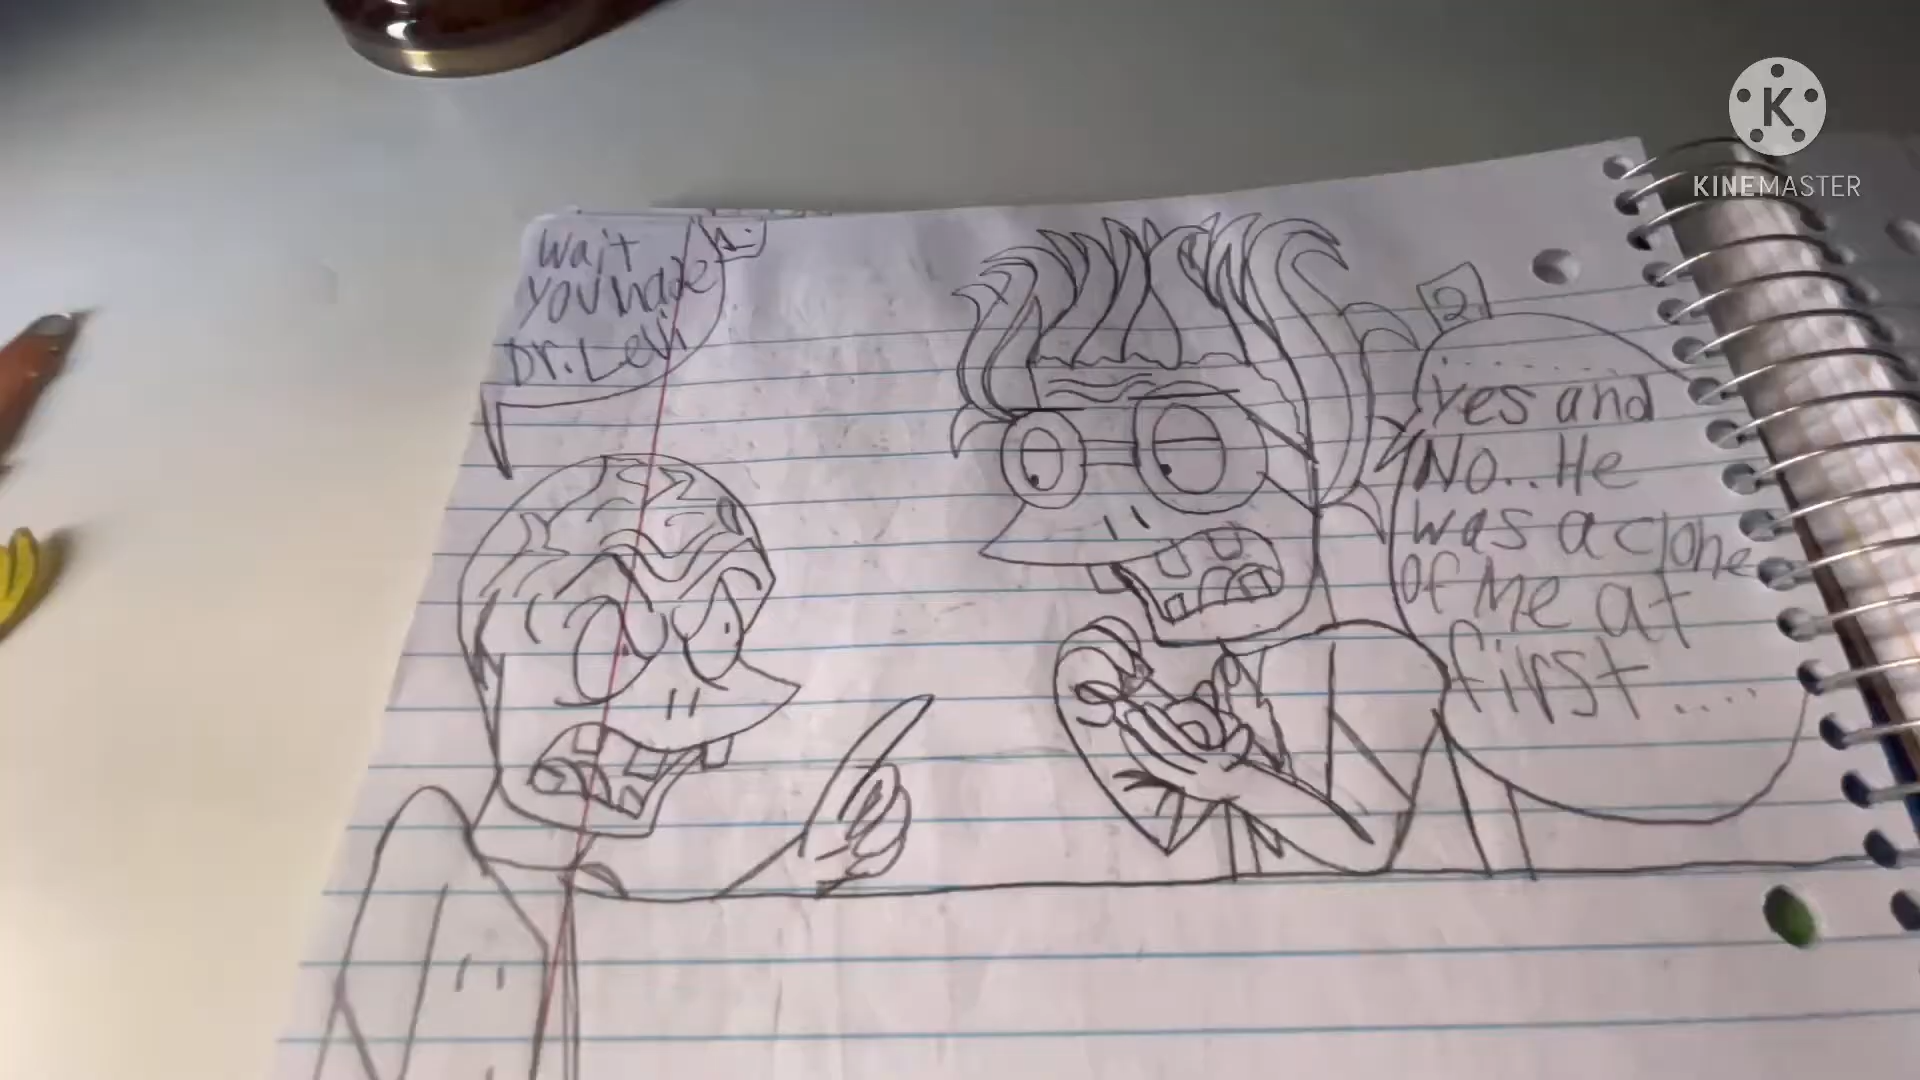 1.
Wait
you made
Dr. Levi
2
........
Yes and
No.. He
was a clone
of Me at
first.....
K
KINEMASTER